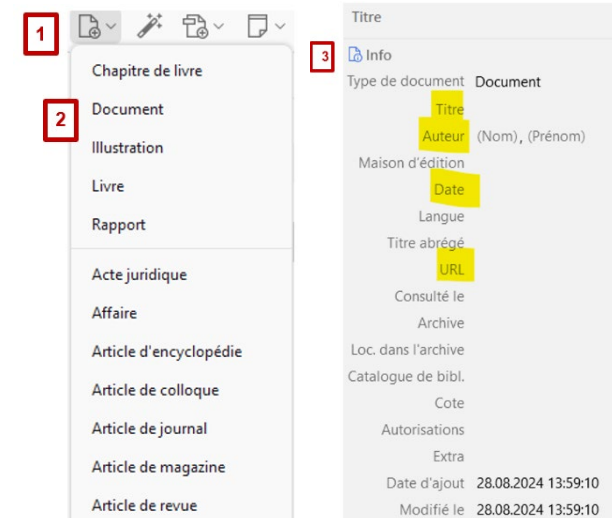 1
2
Chapitre de livre
Document
Illustration
Livre
Rapport
Acte juridique
Affaire
Article d'encyclopédie
Article de colloque
Article de journal
Article de magazine
Article de revue
Titre
3
Info
Type de document Document
Titre
Auteur (Nom), (Prénom)
Maison d'édition
Date
Langue
Titre abrégé
URL
Consulté le
Archive
Loc. dans l'archive
Catalogue de bibl.
Cote
Autorisations
Extra
Date d'ajout 28.08.2024 13:59:10
Modifié le 28.08.2024 13:59:10